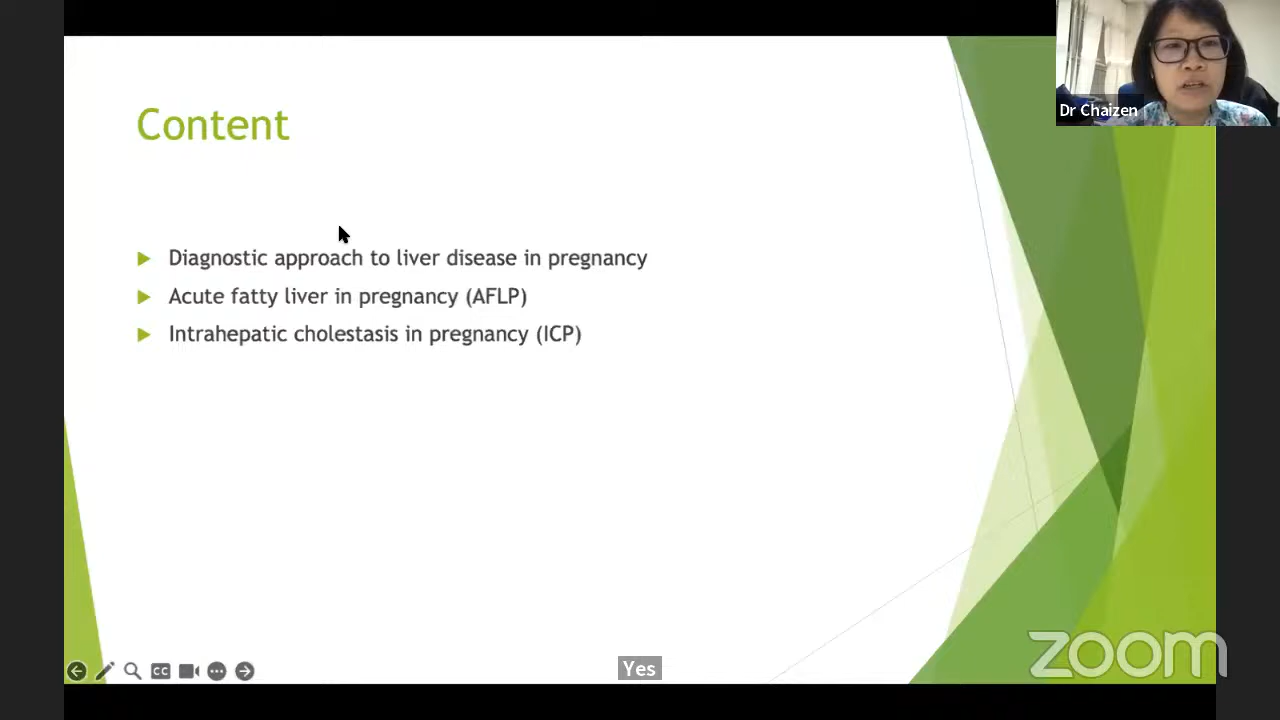 Dr Chaizen
Content
Diagnostic approach to liver disease in pregnancy
Acute fatty liver in pregnancy (AFLP)
Intrahepatic cholestasis in pregnancy (ICP)
CC
Yes
zoom